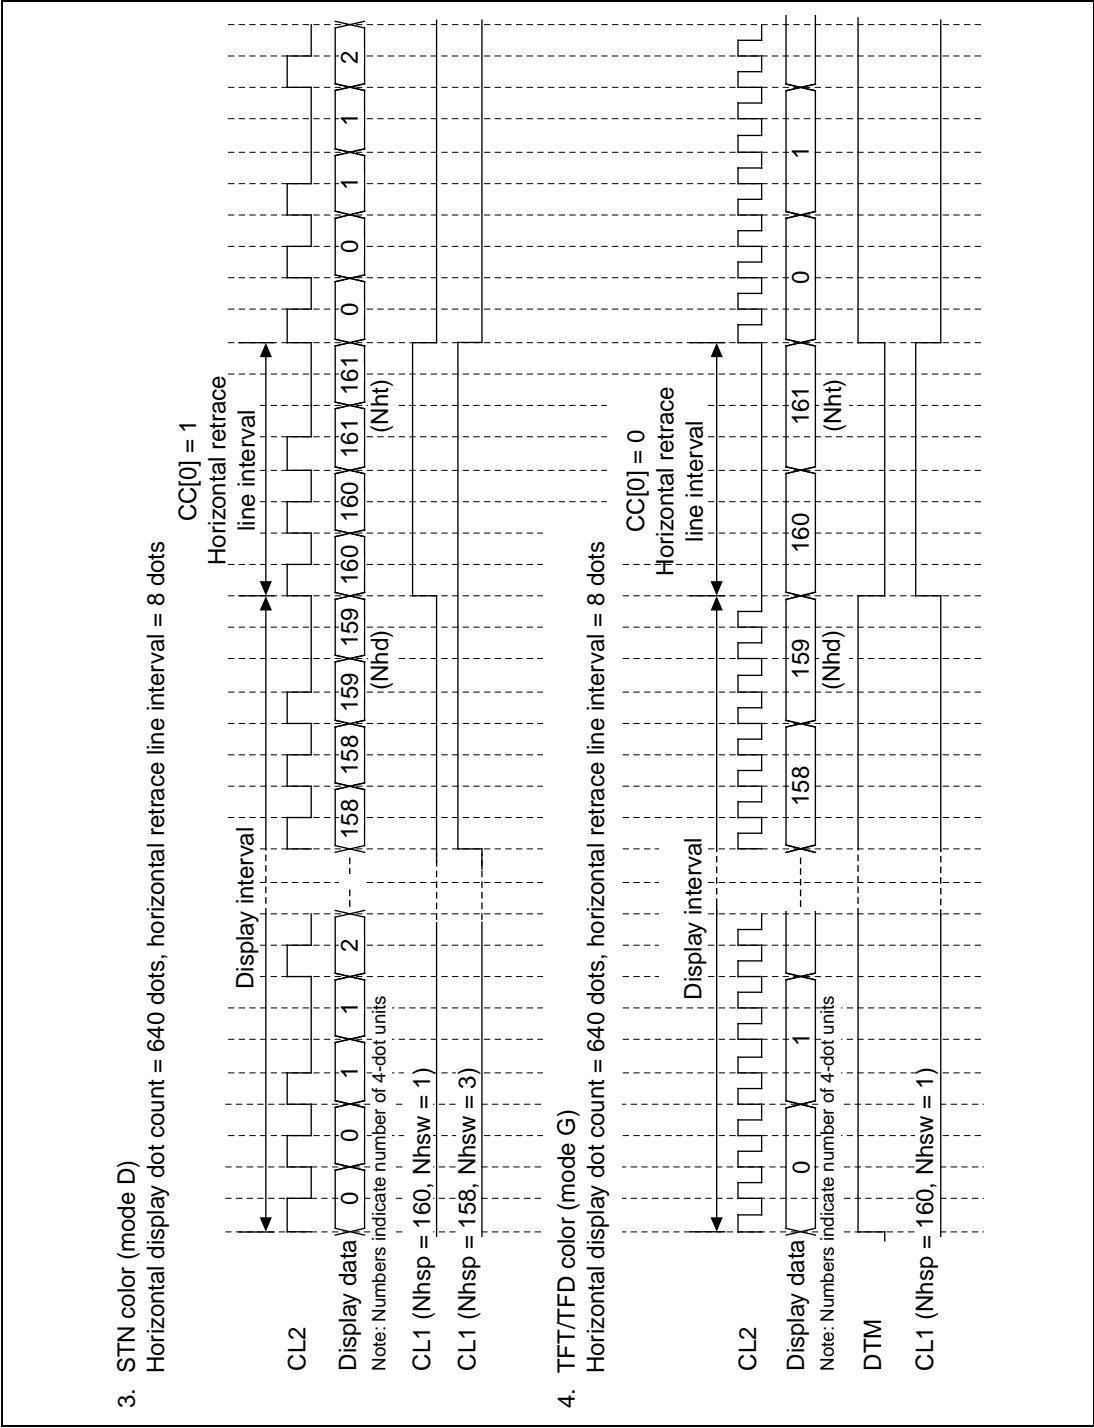 3. STN color (mode D)
Horizontal display dot count = 640 dots, horizontal retrace line interval = 8 dots
CC[0] = 1
Horizontal retrace
line interval
Display interval
CL2
Display data 0 0 1 1 2 158 158 159 159 160 160 161 161 0 0 1 1 2
(Nhd) (Nht)
Note: Numbers indicate number of 4-dot units
CL1 (Nhsp = 160, Nhsw = 1)
CL1 (Nhsp = 158, Nhsw = 3)
4. TFT/TFD color (mode G)
Horizontal display dot count = 640 dots, horizontal retrace line interval = 8 dots
CC[0] = 0
Horizontal retrace
line interval
Display interval
CL2
Display data 0 1 158 159 160 161 0 1
(Nhd) (Nht)
Note: Numbers indicate number of 4-dot units
DTM
CL1 (Nhsp = 160, Nhsw = 1)